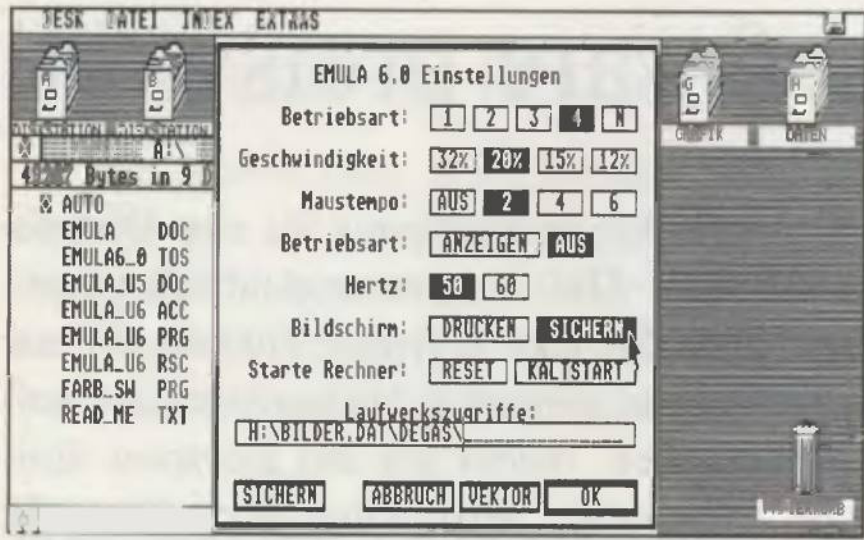 DESK DATEI INDEX EXTRAS
A
B
G
H
DISKSTATION DISKSTATION
GRAFIK DATEN
A:\
Bytes in 9 D
AUTO
EMULA DOC
EMULA6_0 TOS
EMULA_U5 DOC
EMULA_U6 ACC
EMULA_U6 PRG
EMULA_U6 RSC
FARB_SW PRG
READ_ME TXT
EMULA 6.0 Einstellungen
Betriebsart: 1 2 3 4 N
Geschwindigkeit: 32% 20% 15% 12%
Maustempo: AUS 2 4 6
Betriebsart: ANZEIGEN AUS
Hertz: 50 60
Bildschirm: DRUCKEN SICHERN
Starte Rechner: RESET KALTSTART
Laufwerkszugriffe:
H:\BILDER.DAT\DEGAS\
SICHERN ABBRUCH VEKTOR OK
PAPIERKORB